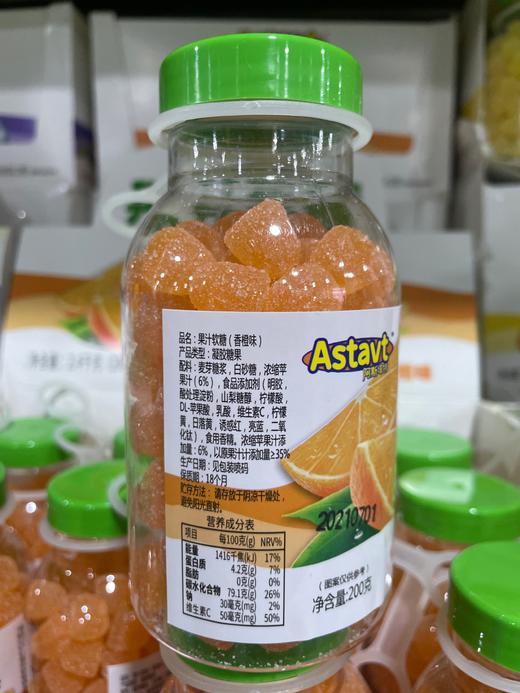 品名：果汁软糖（香橙味）
产品类型：凝胶糖果
配料：麦芽糖浆，白砂糖，浓缩苹
果汁（6%），食品添加剂（明胶，
酸处理淀粉，山梨糖醇，柠檬酸，
DL-苹果酸，乳酸，维生素C，柠檬
黄，日落黄，诱惑红，亮蓝，二氧
化钛），食用香精。浓缩苹果汁添
加量：6%，以原果汁计添加量≥35%
生产日期：见包装喷码
保质期：18个月
贮存方法：请存放于阴凉干燥处，
避免阳光直射。
营养成分表
项目 每100克(g) NRV%
能量 1416千焦(kJ) 17%
蛋白质 4.2克(g) 7%
脂肪 0克(g) 0%
碳水化合物 79.1克(g) 26%
钠 30毫克(mg) 2%
维生素C 50毫克(mg) 50%
Astavt
阿斯维特
20210701
（图案仅供参考）
净含量:200克